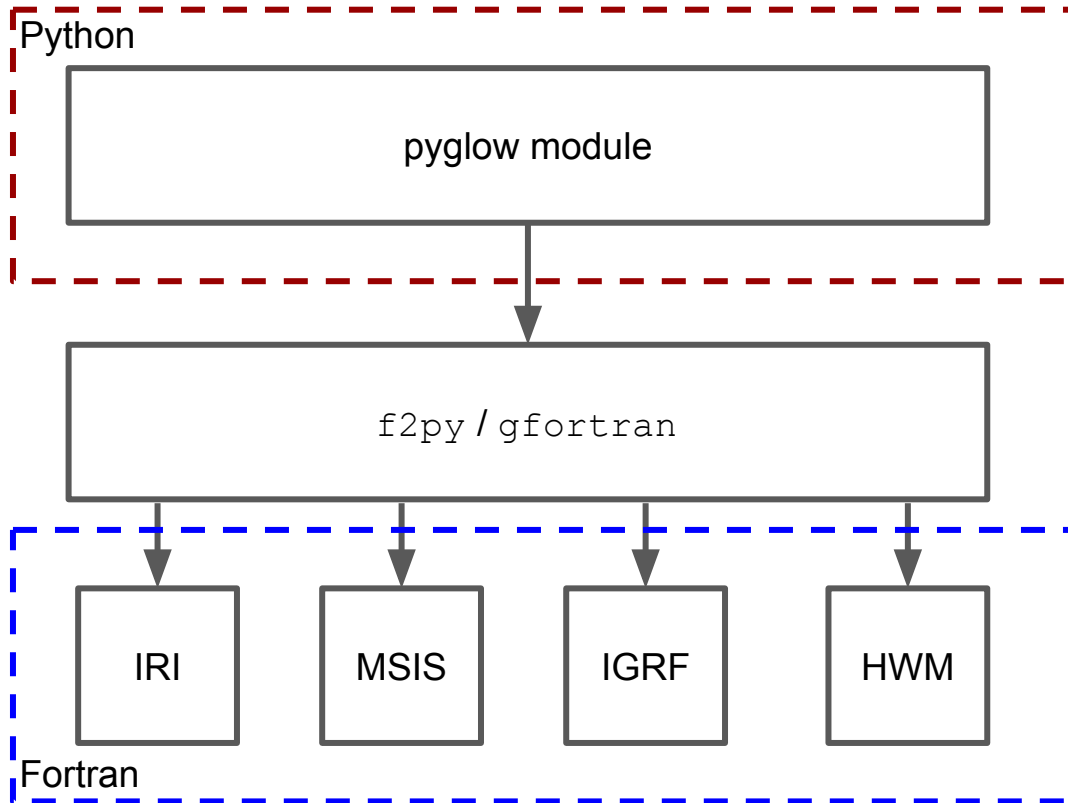 Python
pyglow module
f2py / gfortran
IRI
MSIS
IGRF
HWM
Fortran